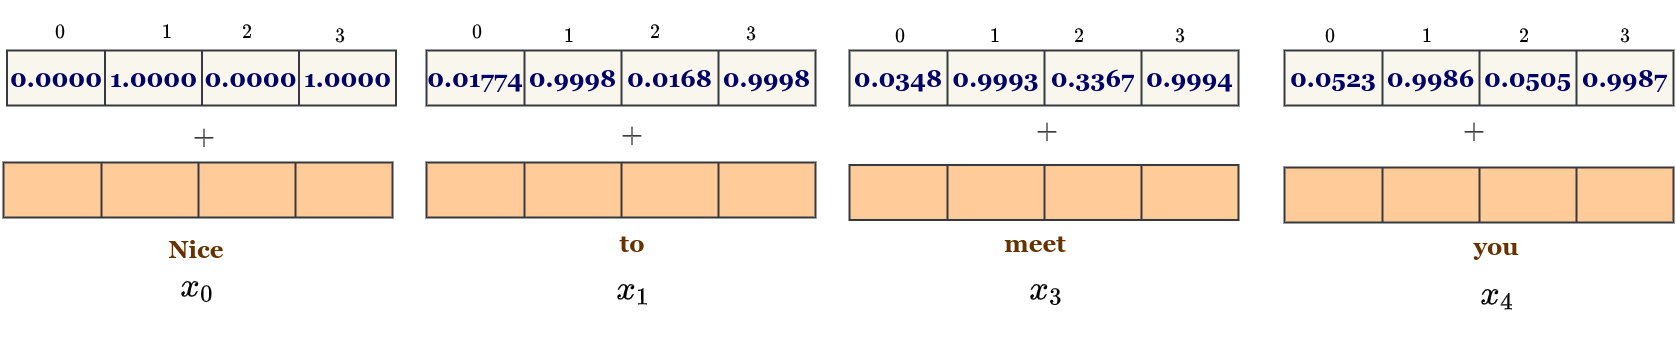 0 1 2 3 0 1 2 3 0 1 2 3 0 1 2 3
0.0000 1.0000 0.0000 1.0000 0.01774 0.9998 0.0168 0.9998 0.0348 0.9993 0.3367 0.9994 0.0523 0.9986 0.0505 0.9987
+ + + +
Nice to meet you
x₀ x₁ x₃ x₄